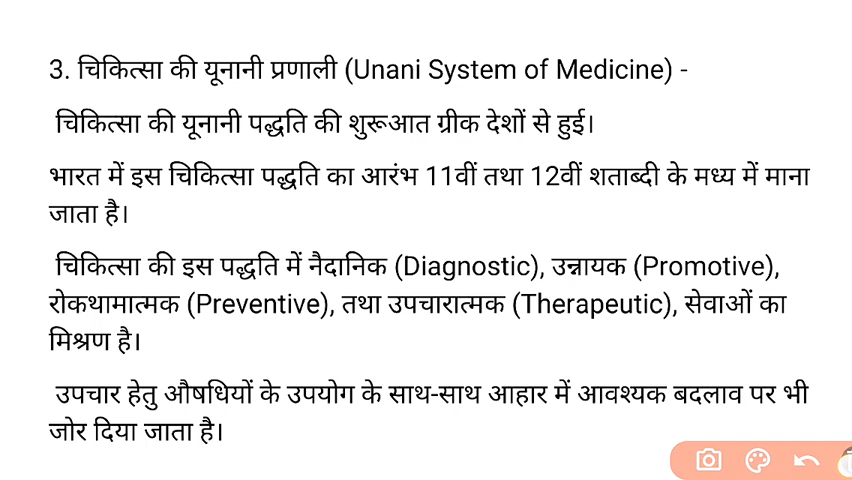 3. चिकित्सा की यूनानी प्रणाली (Unani System of Medicine) -
चिकित्सा की यूनानी पद्धति की शुरूआत ग्रीक देशों से हुई।
भारत में इस चिकित्सा पद्धति का आरंभ 11वीं तथा 12वीं शताब्दी के मध्य में माना
जाता है।
चिकित्सा की इस पद्धति में नैदानिक (Diagnostic), उन्नायक (Promotive),
रोकथामात्मक (Preventive), तथा उपचारात्मक (Therapeutic), सेवाओं का
मिश्रण है।
उपचार हेतु औषधियों के उपयोग के साथ-साथ आहार में आवश्यक बदलाव पर भी
जोर दिया जाता है।